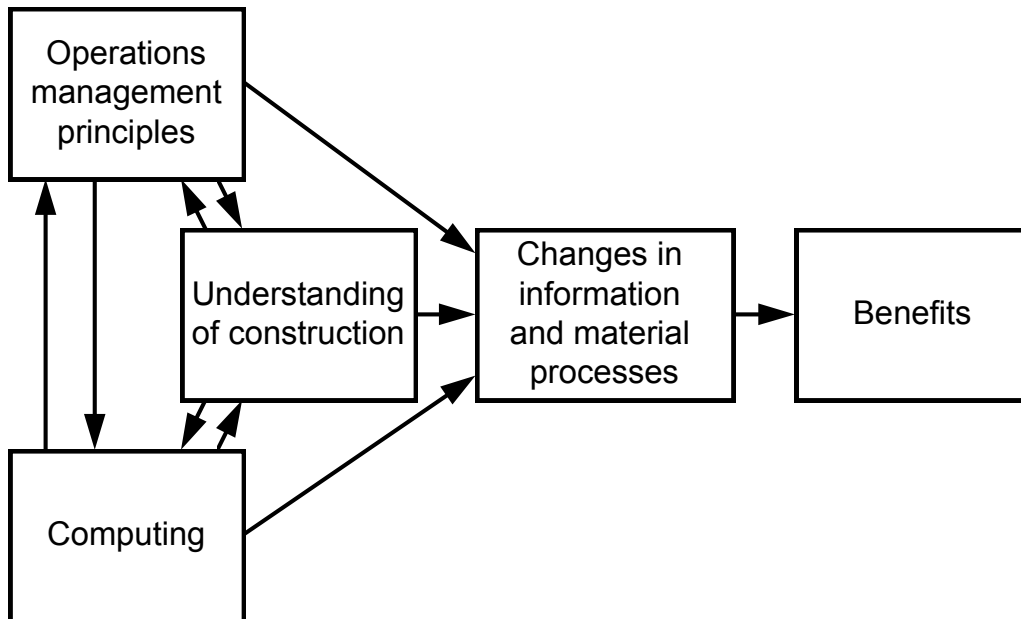 Operations
management
principles
Understanding
of construction
Computing
Changes in
information
and material
processes
Benefits